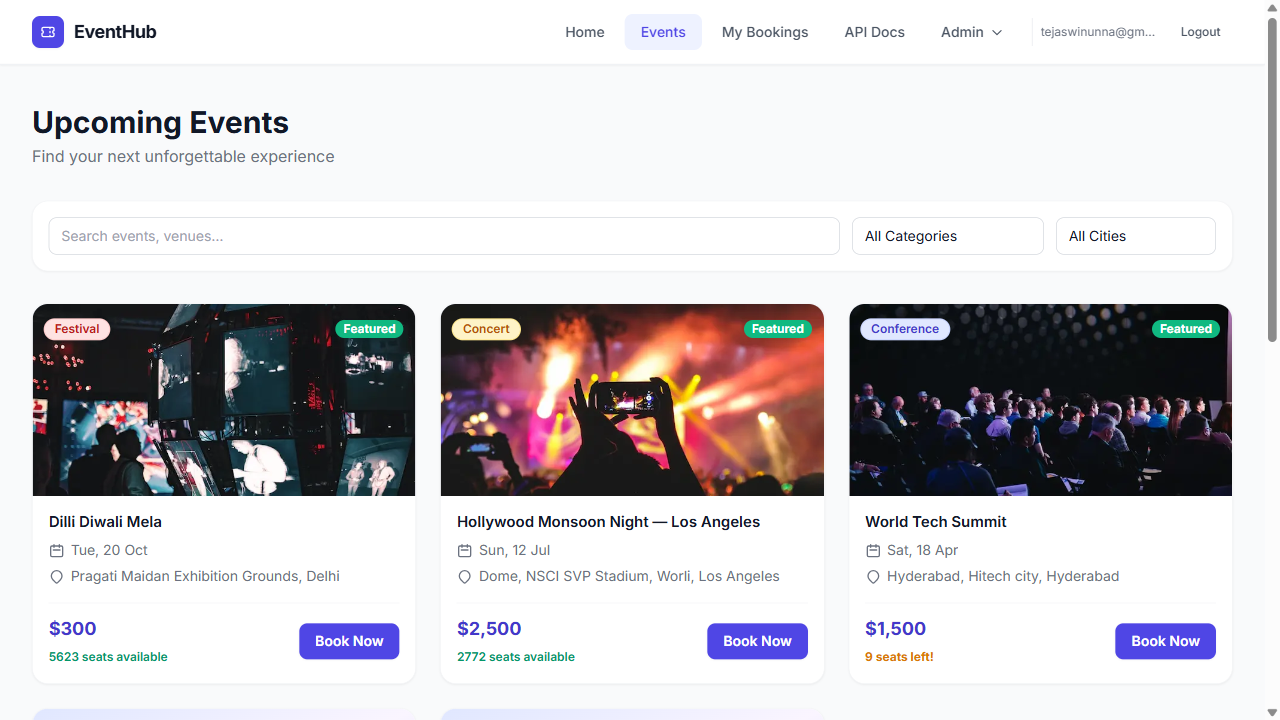 EventHub
Home
Events
My Bookings
API Docs
Admin
tejaswinunna@gm...
Logout
Upcoming Events
Find your next unforgettable experience
Search events, venues...
All Categories
All Cities
Festival
Featured
Dilli Diwali Mela
Tue, 20 Oct
Pragati Maidan Exhibition Grounds, Delhi
$300
5623 seats available
Book Now
Concert
Featured
Hollywood Monsoon Night — Los Angeles
Sun, 12 Jul
Dome, NSCI SVP Stadium, Worli, Los Angeles
$2,500
2772 seats available
Book Now
Conference
Featured
World Tech Summit
Sat, 18 Apr
Hyderabad, Hitech city, Hyderabad
$1,500
9 seats left!
Book Now